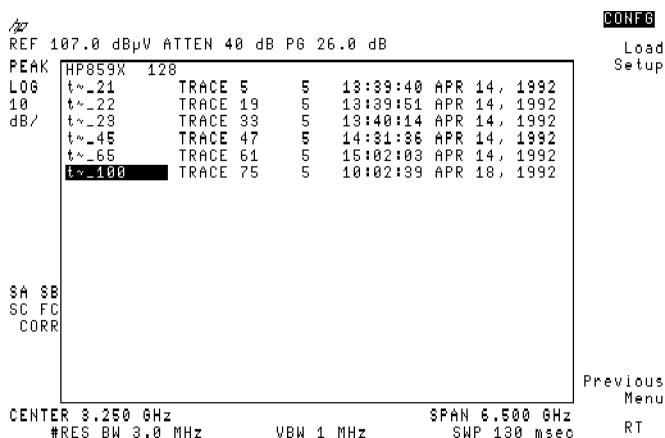 hp
CONFG
REF 107.0 dBµV ATTEN 40 dB PG 26.0 dB
Load
Setup
PEAK
LOG
10
dB/
HP859X 128
t~_21 TRACE 5 5 13:39:40 APR 14, 1992
t~_22 TRACE 19 5 13:39:51 APR 14, 1992
t~_23 TRACE 33 5 13:40:14 APR 14, 1992
t~_45 TRACE 47 5 14:31:36 APR 14, 1992
t~_65 TRACE 61 5 15:02:03 APR 14, 1992
t~_100 TRACE 75 5 10:02:39 APR 18, 1992
SA SB
SC FC
CORR
Previous
Menu
CENTER 3.250 GHz SPAN 6.500 GHz
#RES BW 3.0 MHz VBW 1 MHz SWP 130 msec
RT